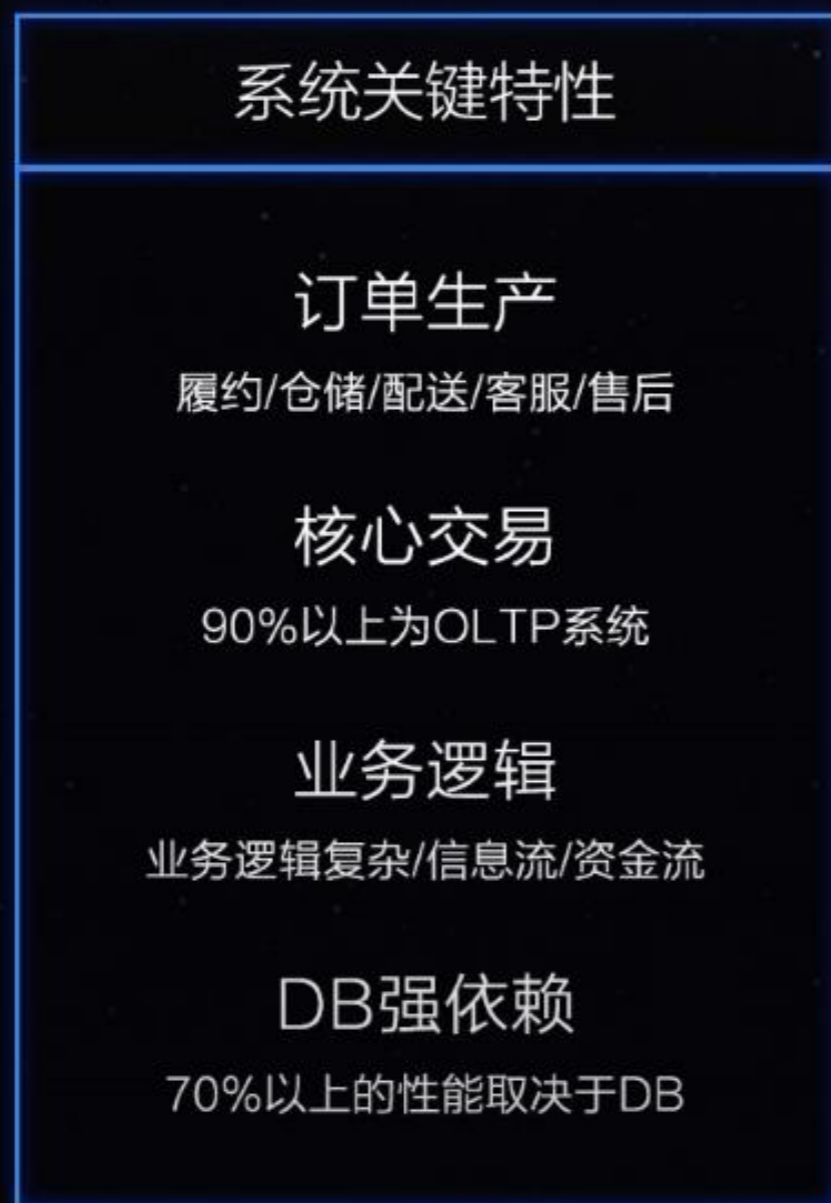 系统关键特性
订单生产
履约/仓储/配送/客服/售后
核心交易
90%以上为OLTP系统
业务逻辑
业务逻辑复杂/信息流/资金流
DB强依赖
70%以上的性能取决于DB